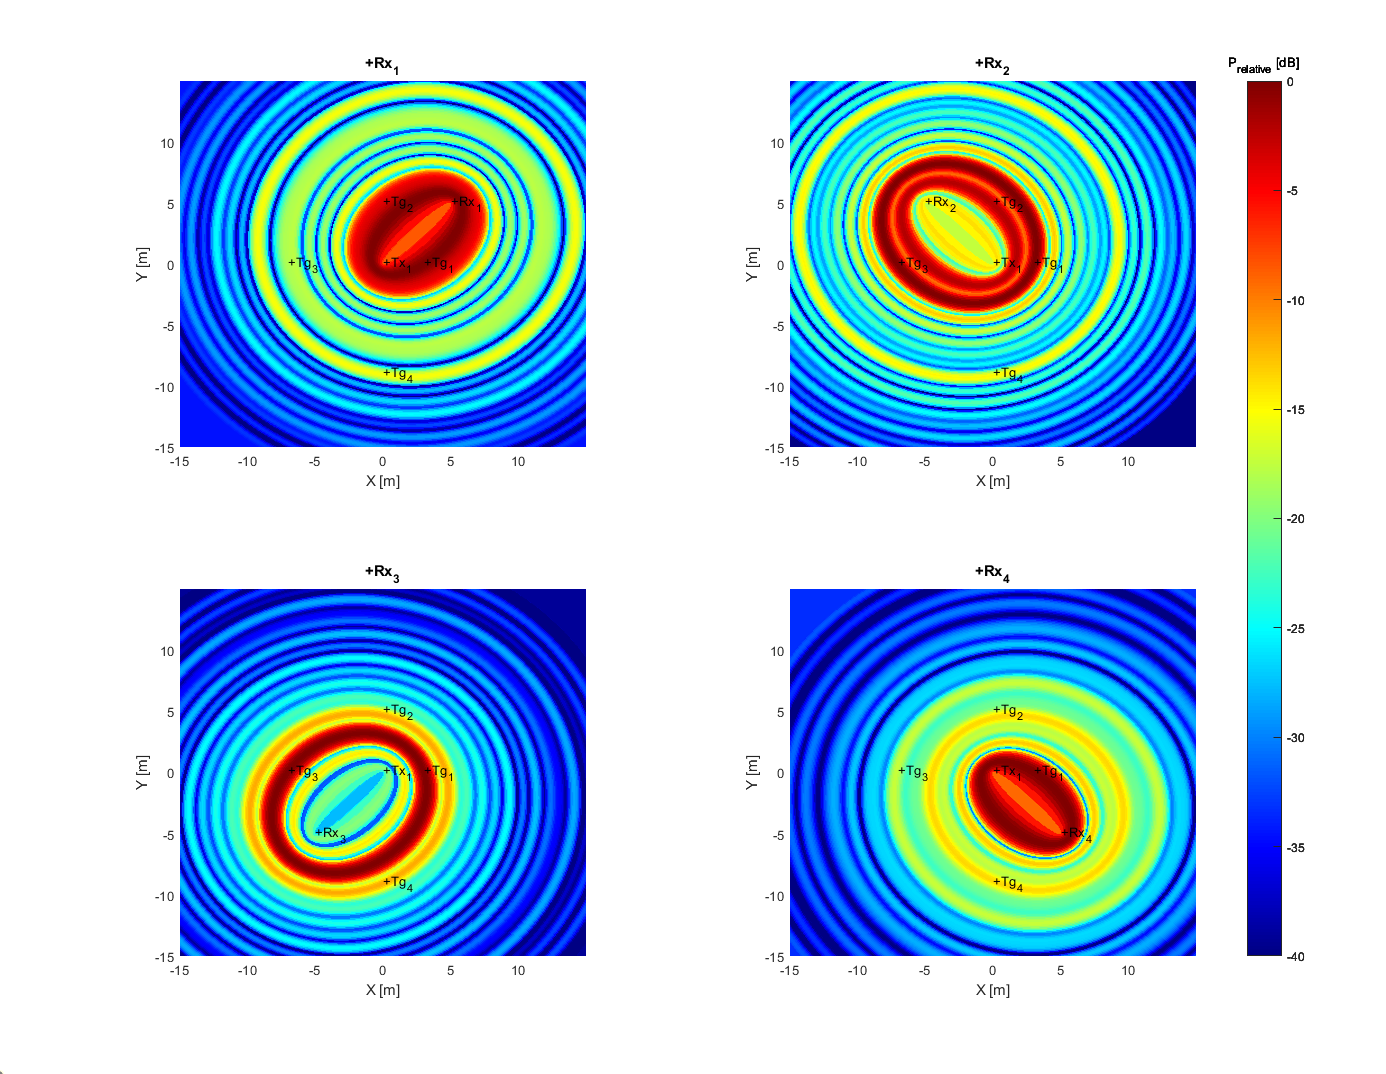 +Rx1
+Rx2
Prelative [dB]
0
-5
-10
-15
-20
-25
-30
-35
-40
10
5
0
-5
-10
-15
Y [m]
+Tg2
+Rx1
+Tg3
+Tx1
+Tg1
+Tg4
-15 -10 -5 0 5 10
X [m]
10
5
0
-5
-10
-15
Y [m]
+Rx2
+Tg2
+Tg3
+Tx1
+Tg1
+Tg4
-15 -10 -5 0 5 10
X [m]
+Rx3
+Rx4
10
5
0
-5
-10
-15
Y [m]
+Tg2
+Tg3
+Tx1
+Tg1
+Rx3
+Tg4
-15 -10 -5 0 5 10
X [m]
10
5
0
-5
-10
-15
Y [m]
+Tg2
+Tg3
+Tx1
+Tg1
+Rx4
+Tg4
-15 -10 -5 0 5 10
X [m]